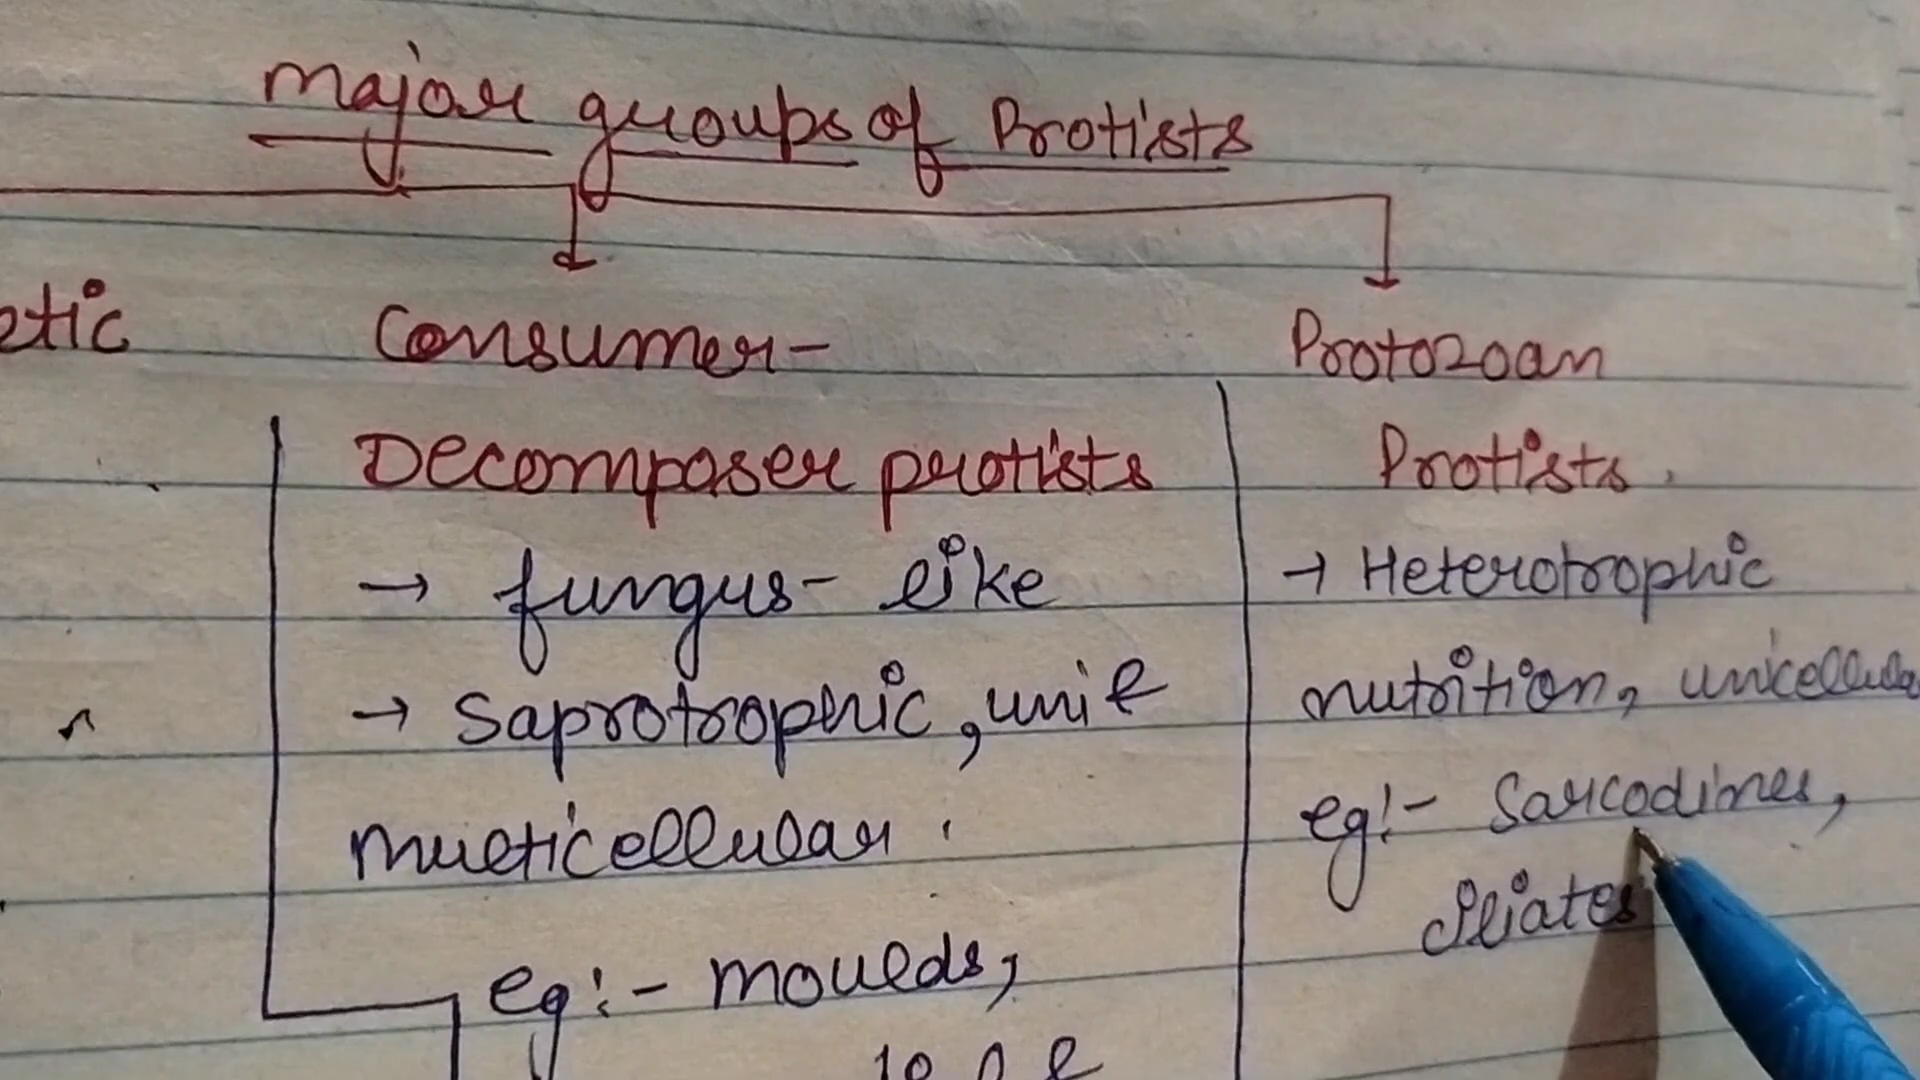 Major groups of Protists
etic Consumer- Protozoan
Decomposer protists Protists.
→ fungus- like → Heterotrophic
→ Saprotrophic, uni & nutrition, unicellula
multicellular. eg:- Sarcodines,
Ciliates
eg:- moulds,